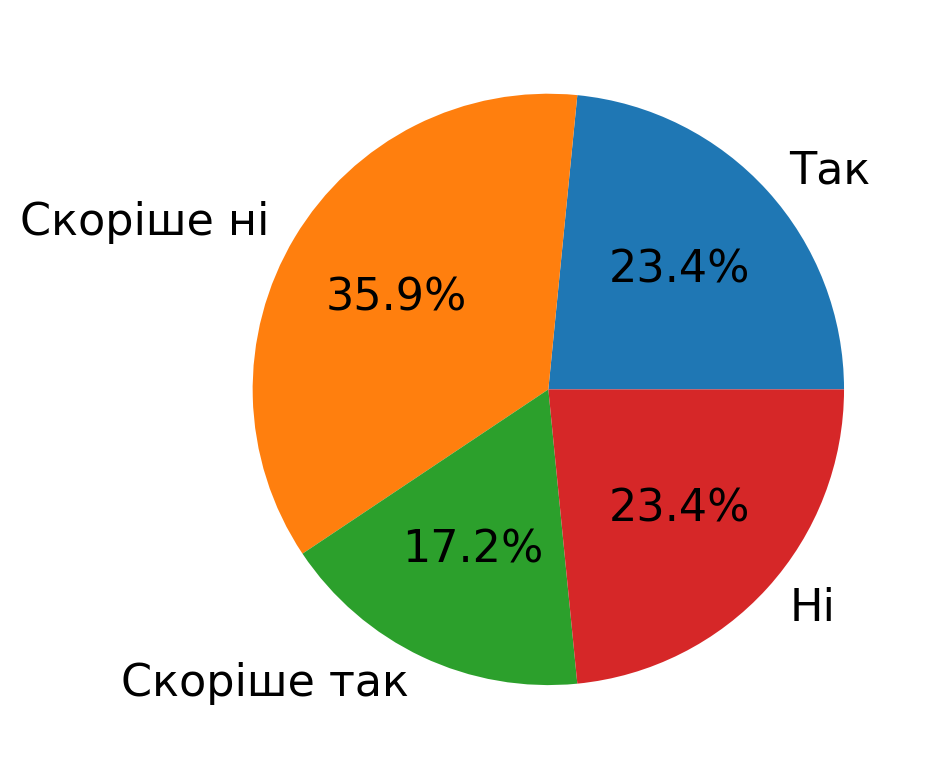 Так
Скоріше ні
23.4%
35.9%
23.4%
17.2%
Ні
Скоріше так